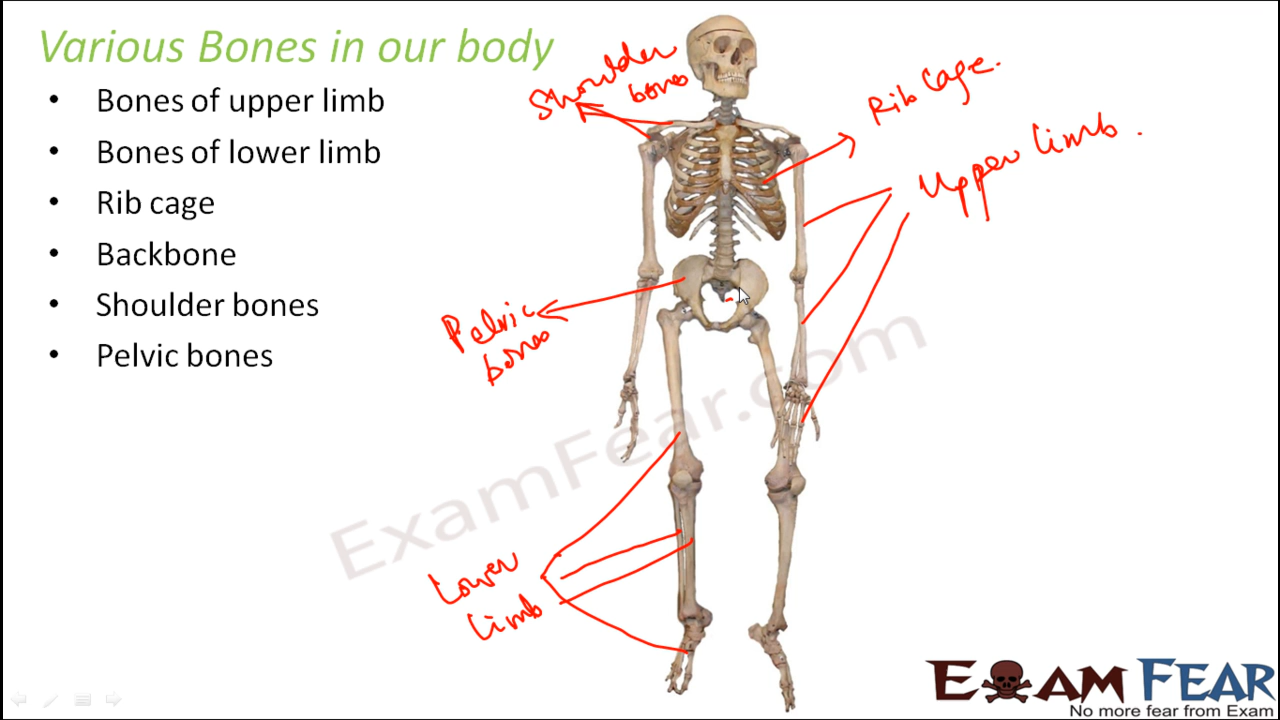 Various Bones in our body
• Bones of upper limb
• Bones of lower limb
• Rib cage
• Backbone
• Shoulder bones
• Pelvic bones
Shoulder
bones
Rib Cage.
Upper limb.
Pelvic
bones
Lower
limb
ExamFear.com
EXAM FEAR
No more fear from Exam